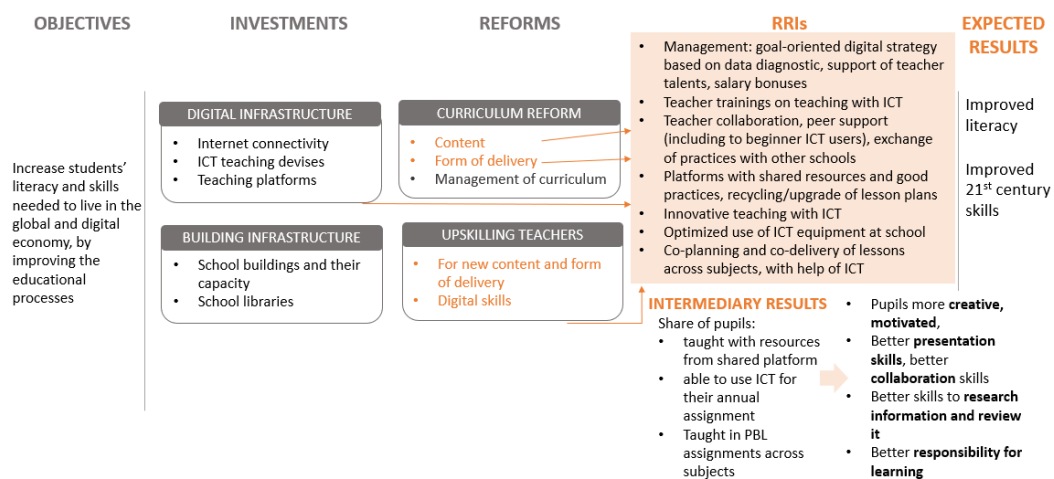 OBJECTIVES
INVESTMENTS
REFORMS
RRIs
EXPECTED
RESULTS
Increase students'
literacy and skills
needed to live in the
global and digital
economy, by
improving the
educational
processes
DIGITAL INFRASTRUCTURE
• Internet connectivity
• ICT teaching devises
• Teaching platforms
BUILDING INFRASTRUCTURE
• School buildings and their
capacity
• School libraries
CURRICULUM REFORM
• Content
• Form of delivery
• Management of curriculum
UPSKILLING TEACHERS
• For new content and form
of delivery
• Digital skills
• Management: goal-oriented digital strategy
based on data diagnostic, support of teacher
talents, salary bonuses
• Teacher trainings on teaching with ICT
• Teacher collaboration, peer support
(including to beginner ICT users), exchange
of practices with other schools
• Platforms with shared resources and good
practices, recycling/upgrade of lesson plans
• Innovative teaching with ICT
• Optimized use of ICT equipment at school
• Co-planning and co-delivery of lessons
across subjects, with help of ICT
Improved
literacy
Improved
21st century
skills
INTERMEDIARY RESULTS
Share of pupils:
• taught with resources
from shared platform
• able to use ICT for
their annual
assignment
• Taught in PBL
assignments across
subjects
• Pupils more creative,
motivated,
• Better presentation
skills, better
collaboration skills
• Better skills to research
information and review
it
• Better responsibility for
learning